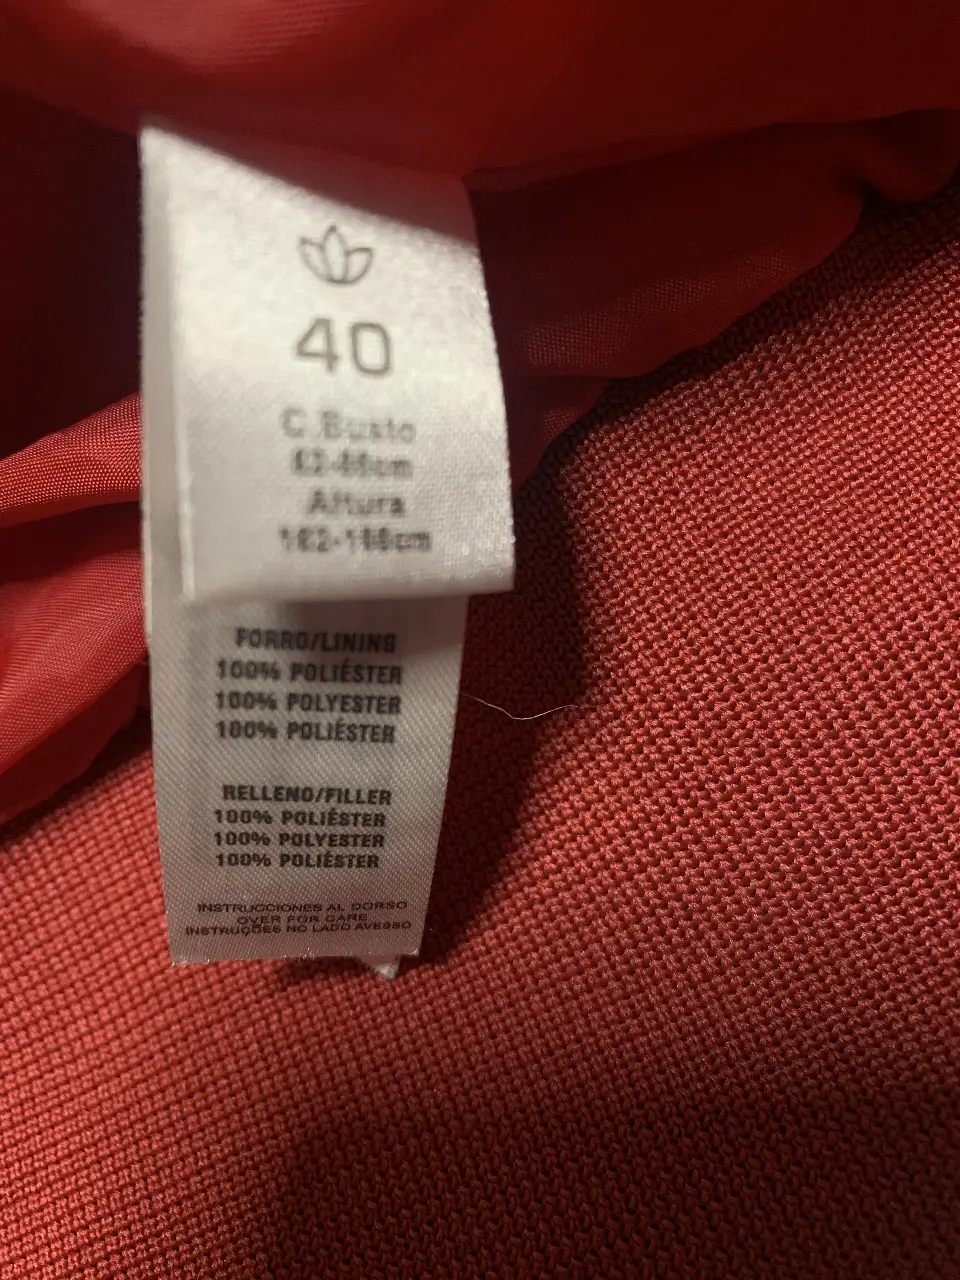 40
C.Busto
Altura
FORRO/LINING
100% POLIÉSTER
100% POLYESTER
100% POLIÉSTER
RELLENO/FILLER
100% POLIÉSTER
100% POLYESTER
100% POLIÉSTER
INSTRUCCIONES AL DORSO
OVER FOR CARE
INSTRUÇÕES NO LADO AVESSO